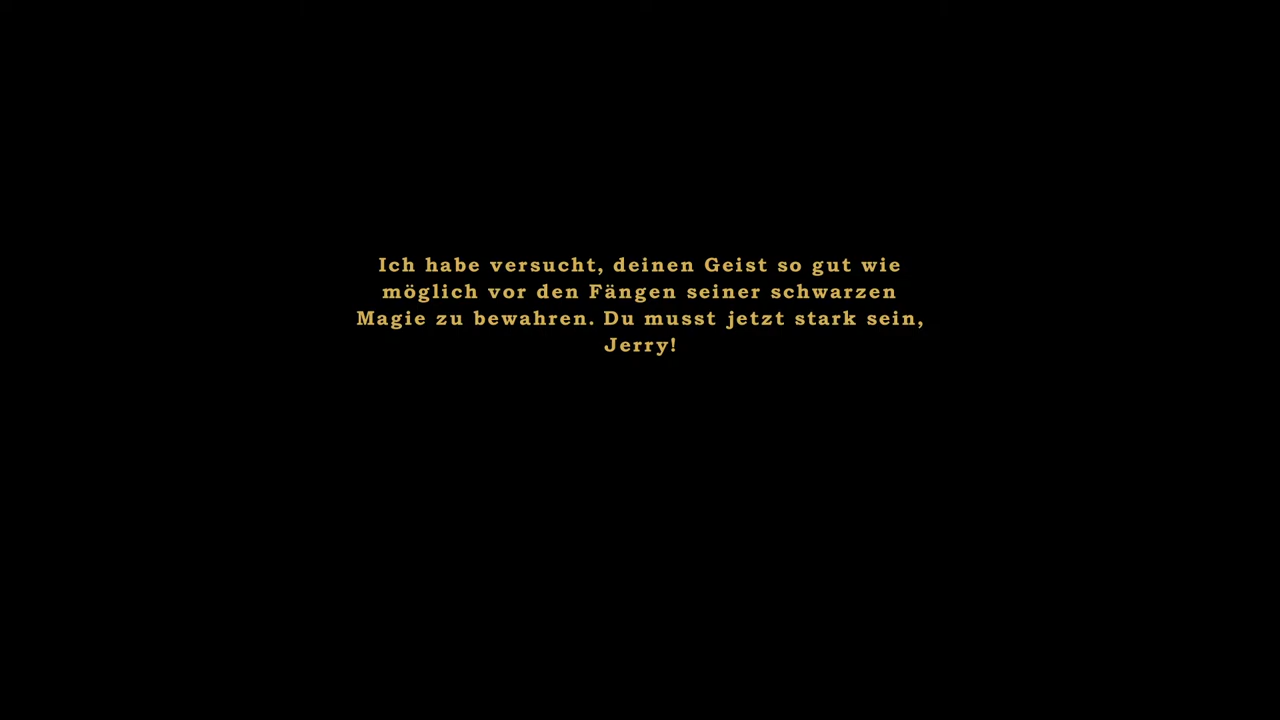 Ich habe versucht, deinen Geist so gut wie
möglich vor den Fängen seiner schwarzen
Magie zu bewahren. Du musst jetzt stark sein,
Jerry!